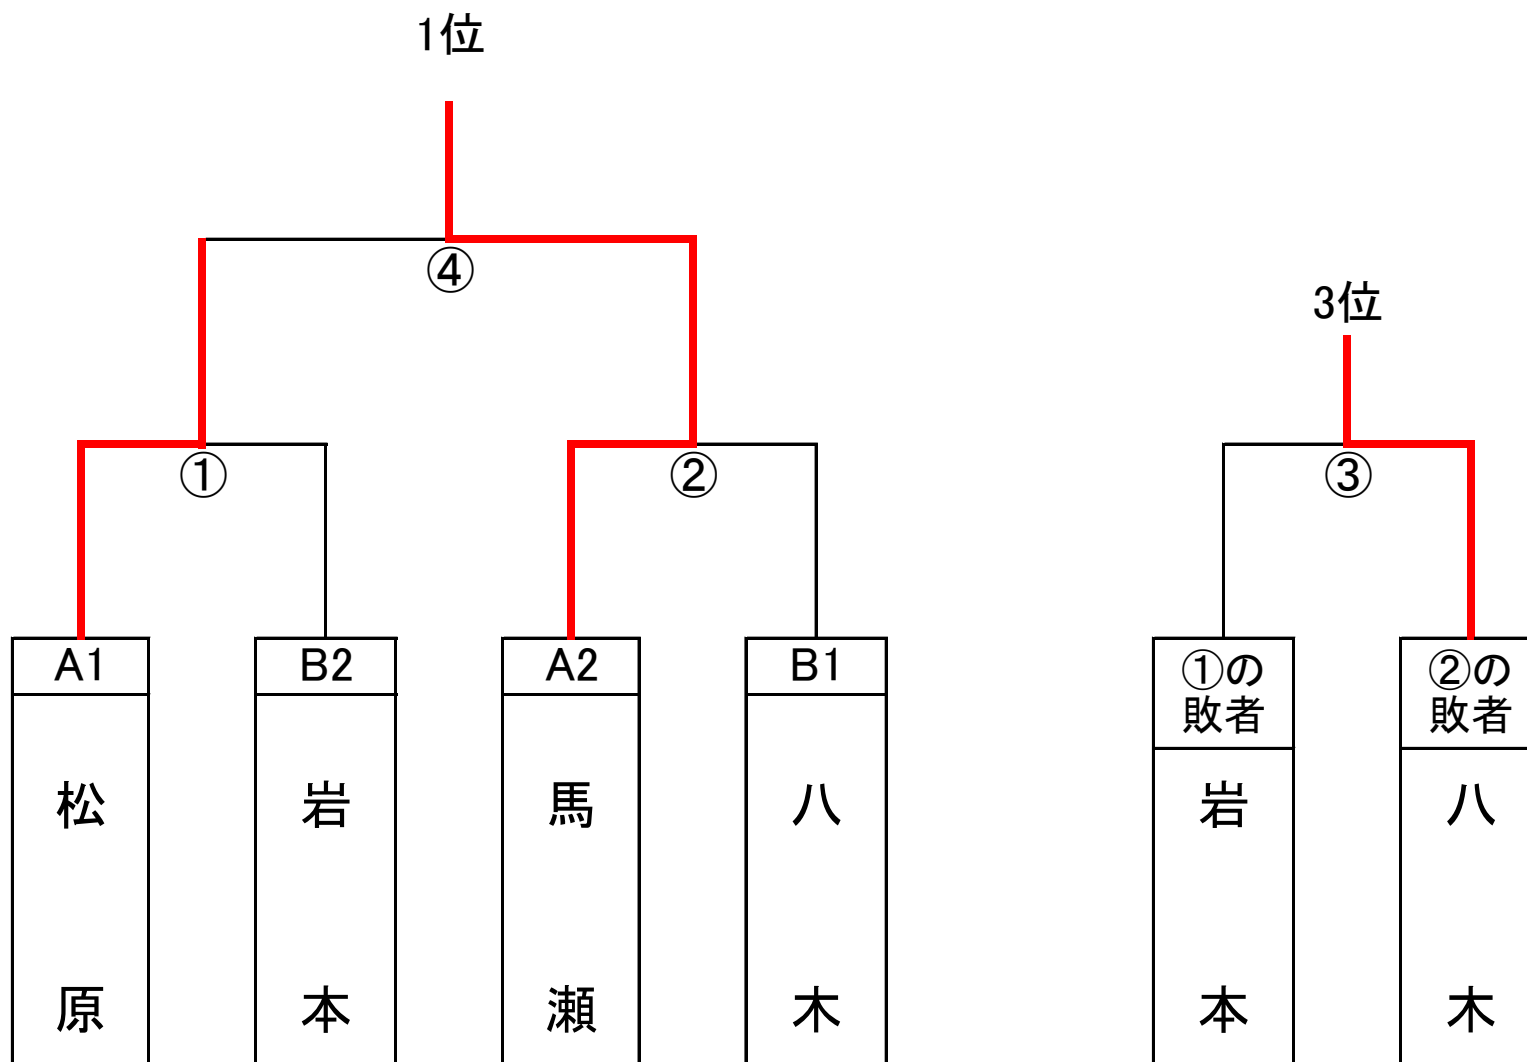 1位
④
3位
①
②
③
A1
B2
A2
B1
①の
敗者
②の
敗者
松原
岩本
馬瀬
八木
岩本
八木